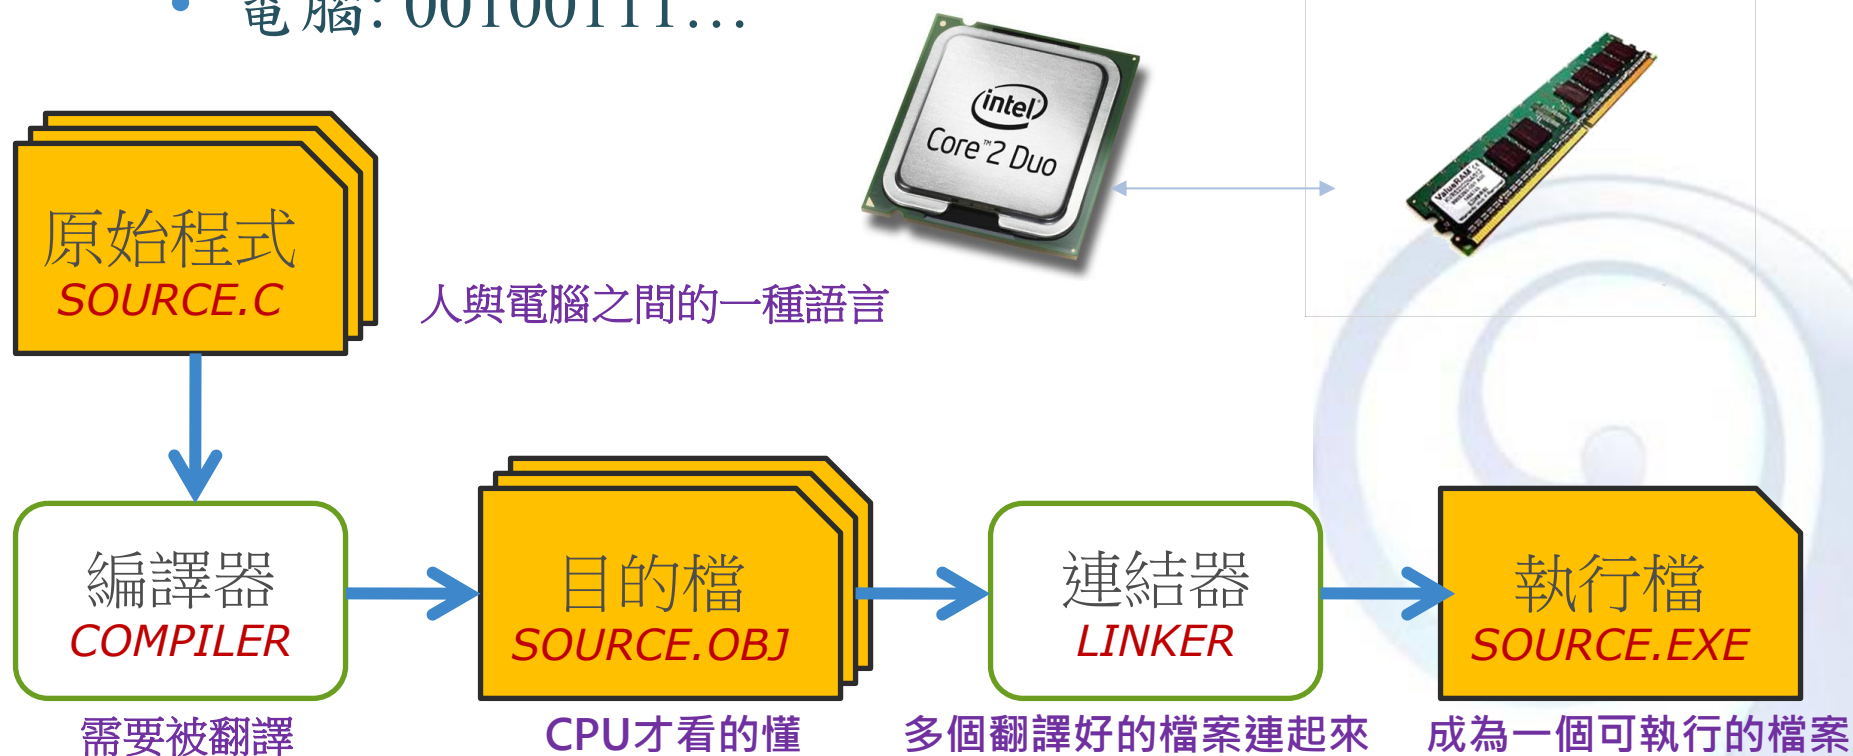 • 電腦: 00100111…
intel
Core™2 Duo
ValueRAM
原始程式
SOURCE.C
人與電腦之間的一種語言
編譯器
COMPILER
目的檔
SOURCE.OBJ
連結器
LINKER
執行檔
SOURCE.EXE
需要被翻譯
CPU才看的懂
多個翻譯好的檔案連起來
成為一個可執行的檔案